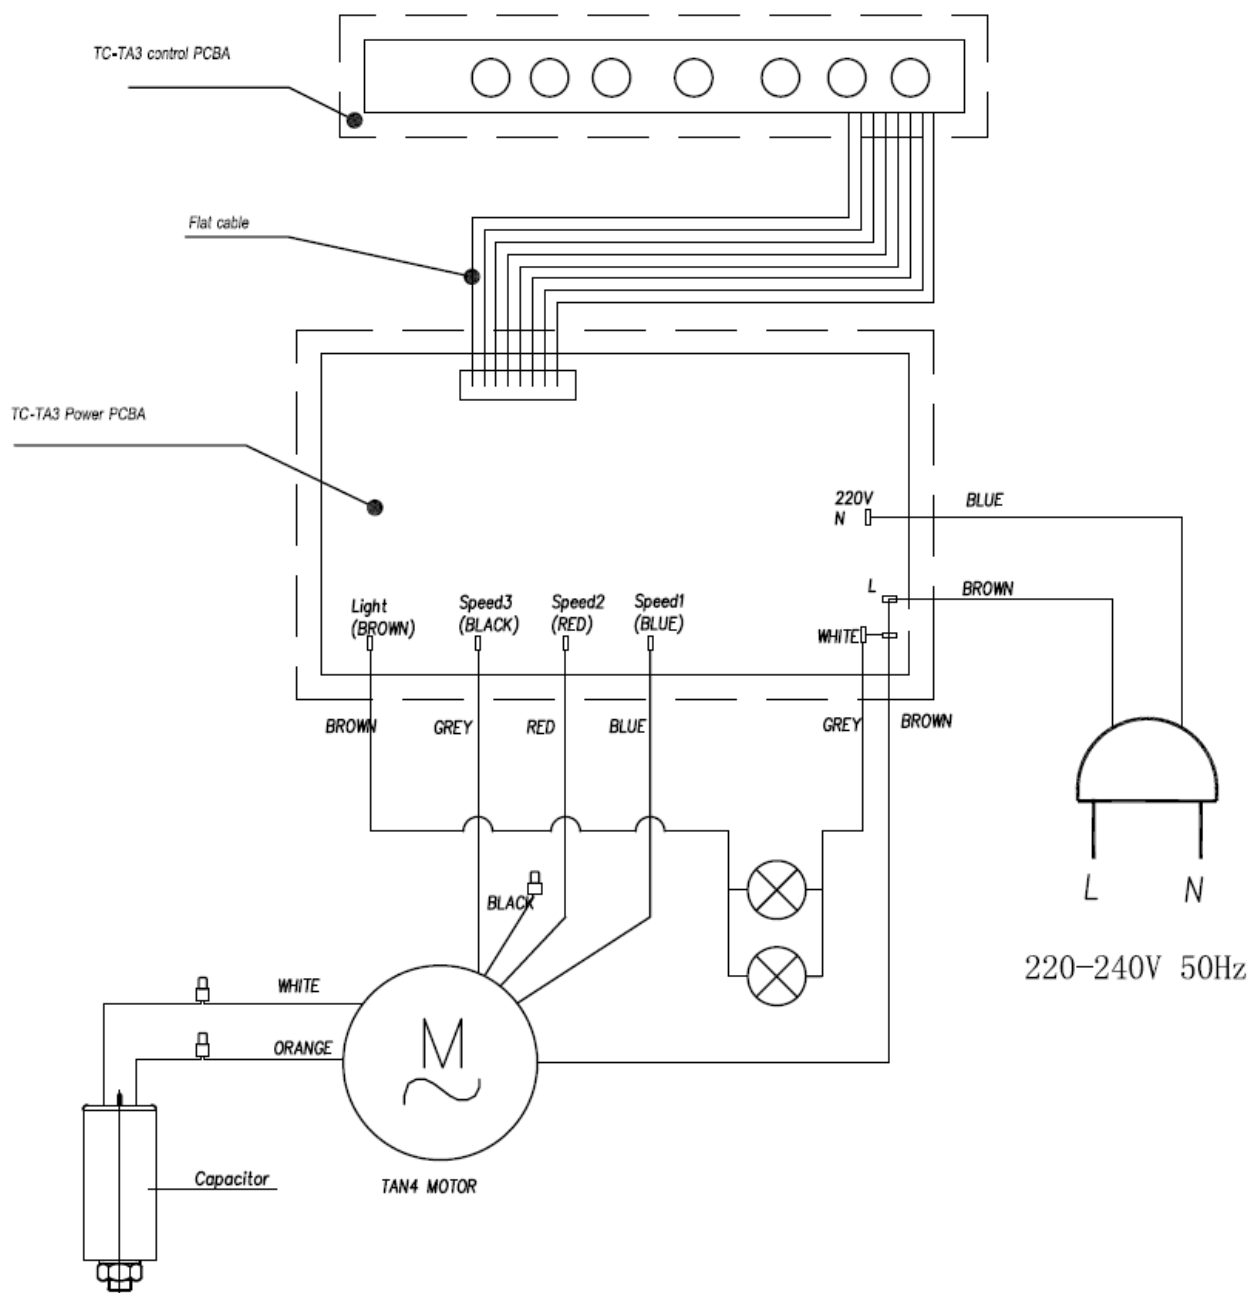 TC-TA3 control PCBA
Flat cable
TC-TA3 Power PCBA
220V
N
BLUE
L
BROWN
Light
(BROWN)
Speed3
(BLACK)
Speed2
(RED)
Speed1
(BLUE)
WHITE
BROWN
GREY
RED
BLUE
GREY
BROWN
BLACK
L
N
220-240V 50Hz
WHITE
ORANGE
M
Capacitor
TAN4 MOTOR